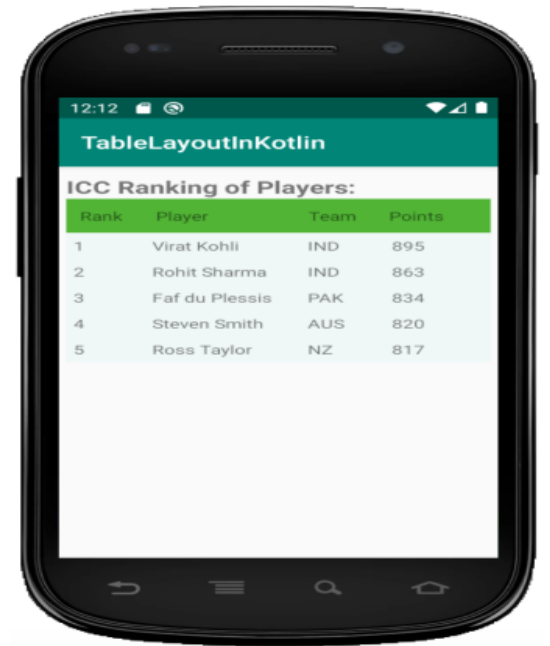 12:12
TableLayoutInKotlin
ICC Ranking of Players:
Rank Player Team Points
1 Virat Kohli IND 895
2 Rohit Sharma IND 863
3 Faf du Plessis PAK 834
4 Steven Smith AUS 820
5 Ross Taylor NZ 817